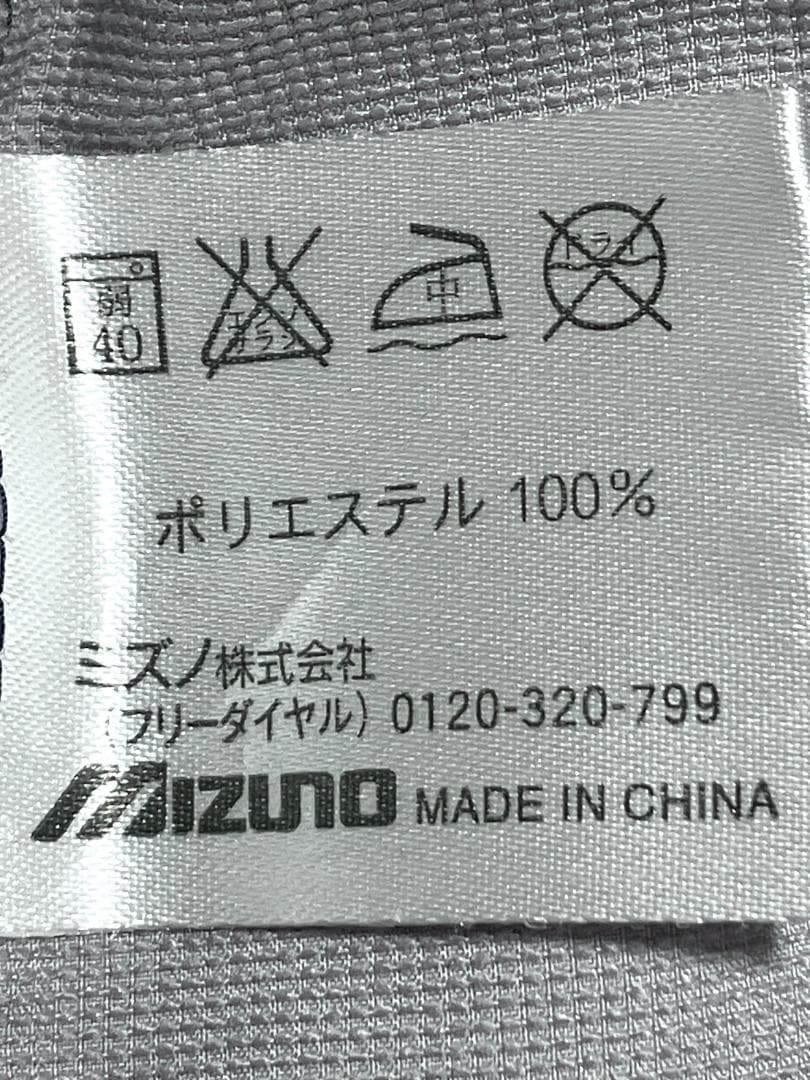 弱
40
エンソ
サラシ
中
ドライ
ポリエステル 100%
ミズノ株式会社
(フリーダイヤル) 0120-320-799
MIZUNO MADE IN CHINA